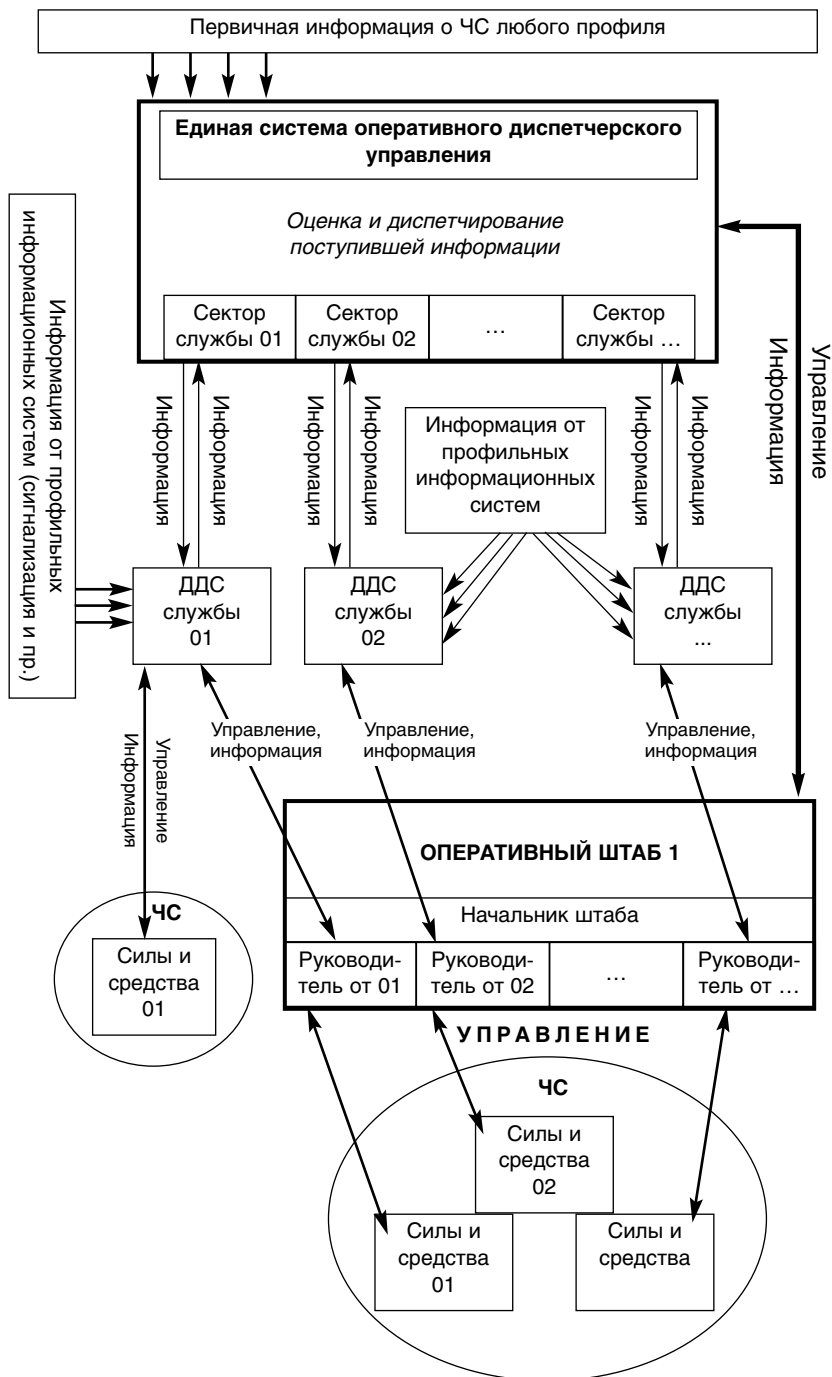 Первичная информация о ЧС любого профиля
Единая система оперативного диспетчерского
управления
Оценка и диспетчирование
поступившей информации
Сектор
службы 01
Сектор
службы 02
…
Сектор
службы …
Информация от профильных
информационных систем (сигнализация и пр.)
Информация
Информация
Информация
Информация
Информация от
профильных
информационных
систем
Информация
Информация
Управление
Информация
ДДС
службы
01
ДДС
службы
02
ДДС
службы
...
Управление,
информация
Управление,
информация
Управление,
информация
Управление
Информация
ОПЕРАТИВНЫЙ ШТАБ 1
Начальник штаба
Руководи-
тель от 01
Руководи-
тель от 02
…
Руководи-
тель от …
ЧС
Силы и
средства
01
УПРАВЛЕНИЕ
ЧС
Силы и
средства
02
Силы и
средства
01
Силы и
средства